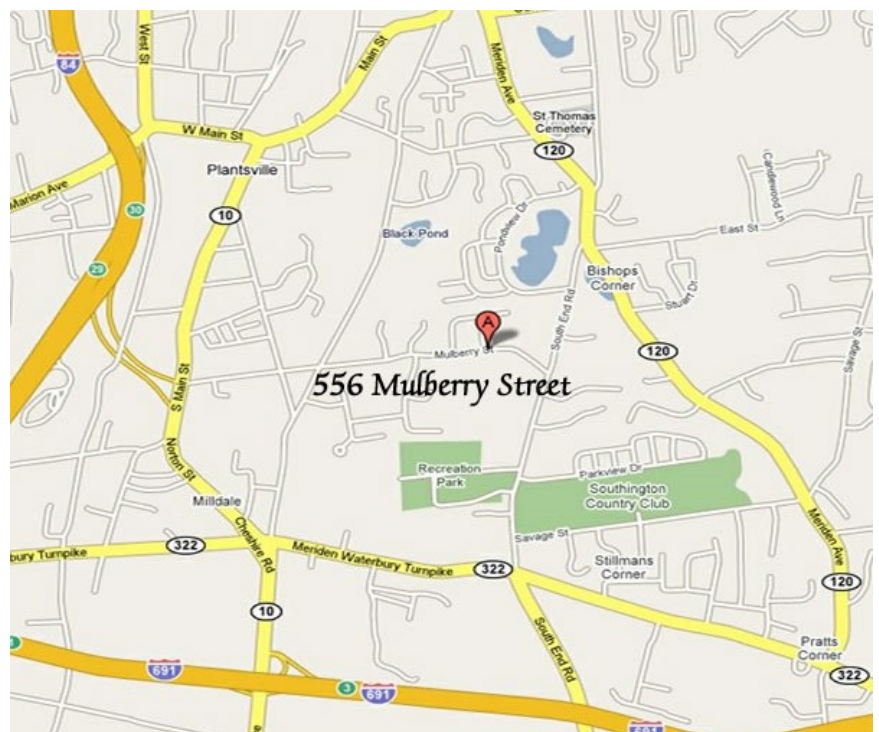 84
West St
Main St
Meriden Ave
St Thomas
Cemetery
W Main St
120
Plantsville
Marion Ave
Candlewood Ln
30
10
Pondview Dr
Black Pond
East St
29
Bishops
Corner
Stuart Dr
South End Rd
A
Mulberry St
120
Savage St
556 Mulberry Street
S Main St
Norton St
Recreation
Park
Parkview Dr
Southington
Country Club
Milldale
Cheshire Rd
Savage St
Meriden Ave
bury Turnpike
322
Meriden Waterbury Turnpike
322
Stillmans
Corner
120
10
South End Rd
Pratts
Corner
691
3
691
322
691